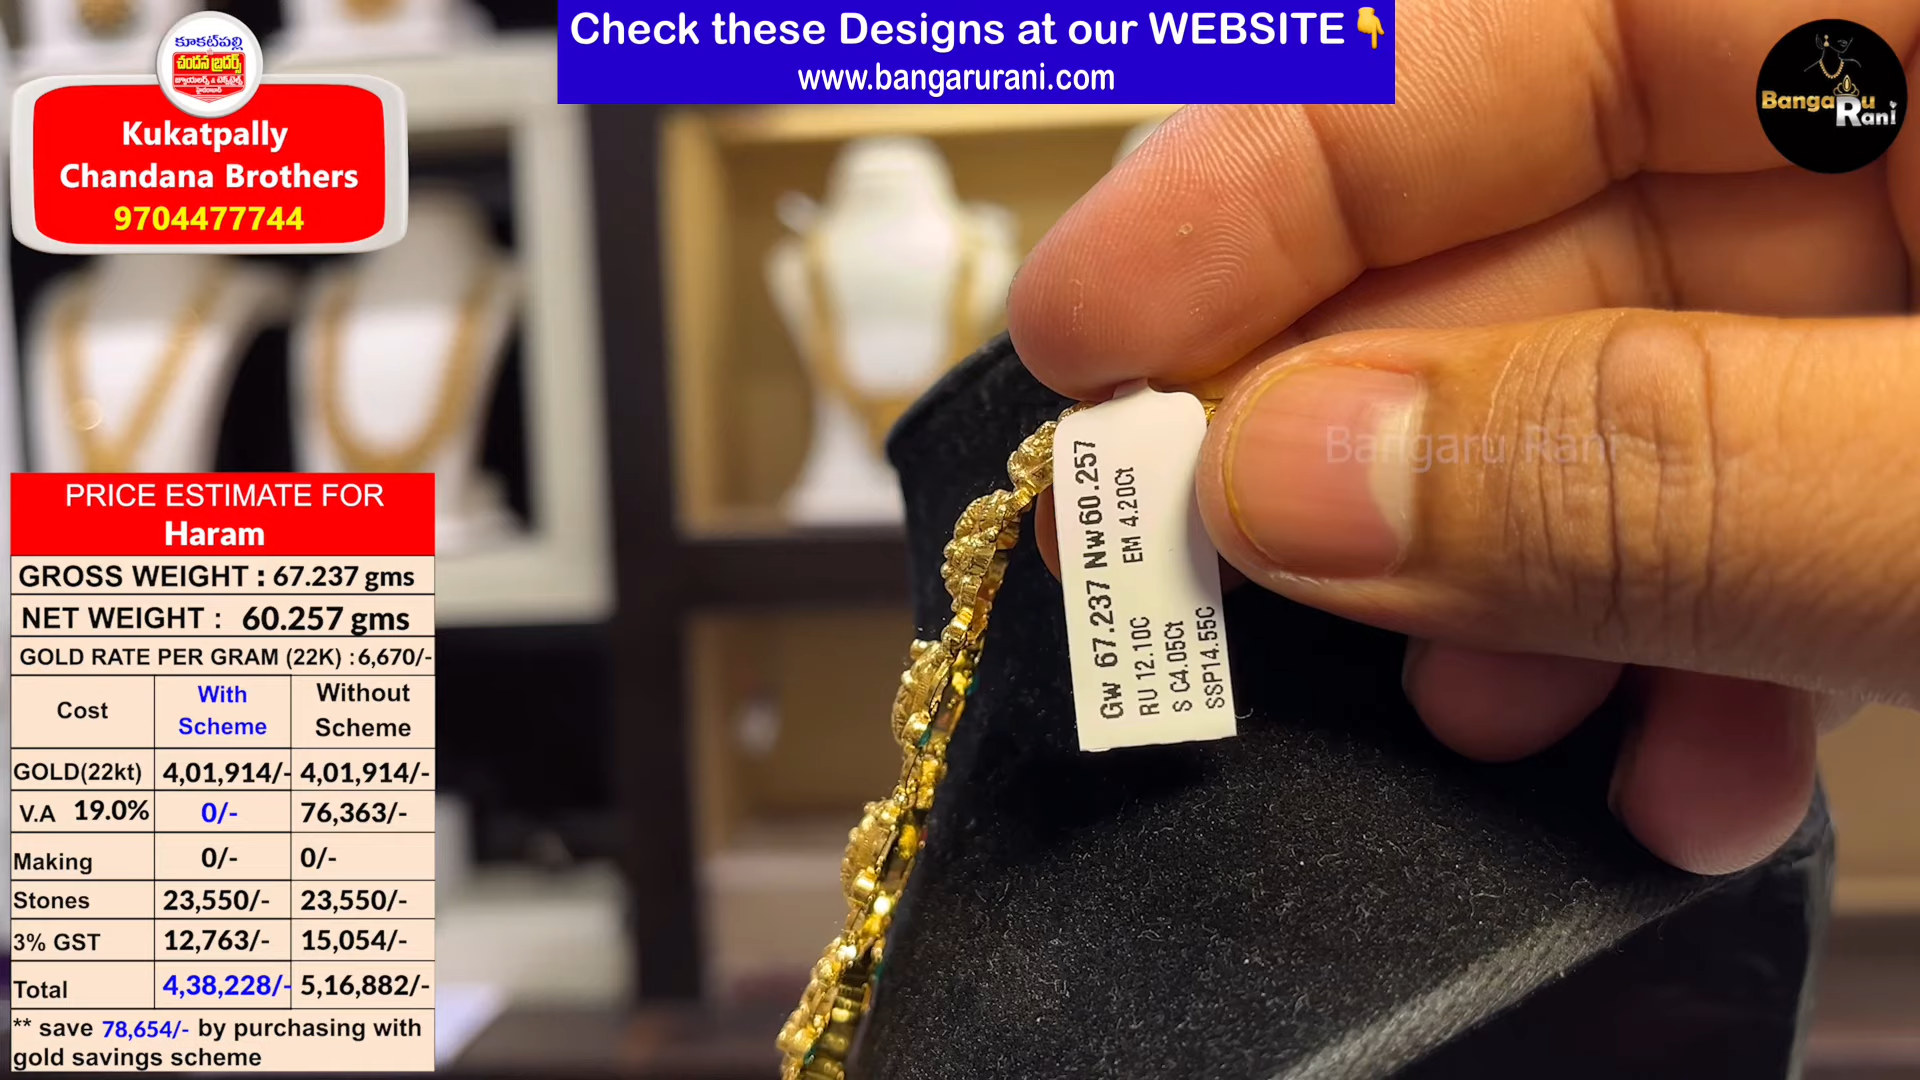 Check these Designs at our WEBSITE👇
www.bangarurani.com
కూకట్‌పల్లి
చందన బ్రదర్స్
జ్యూయలర్స్ & టెక్స్‌టైల్స్
హైదరాబాద్
Kukatpally
Chandana Brothers
9704477744
BangaRu
Rani
PRICE ESTIMATE FOR
Haram
GROSS WEIGHT : 67.237 gms
NET WEIGHT : 60.257 gms
GOLD RATE PER GRAM (22K) : 6,670/-
Cost With Scheme Without Scheme
GOLD(22kt) 4,01,914/- 4,01,914/-
V.A 19.0% 0/- 76,363/-
Making 0/- 0/-
Stones 23,550/- 23,550/-
3% GST 12,763/- 15,054/-
Total 4,38,228/- 5,16,882/-
** save 78,654/- by purchasing with
gold savings scheme
Gw 67.237 Nw60.257
RU 12.10C EM 4.20Ct
S C4.05Ct
SSP14.55C
Bangaru Rani